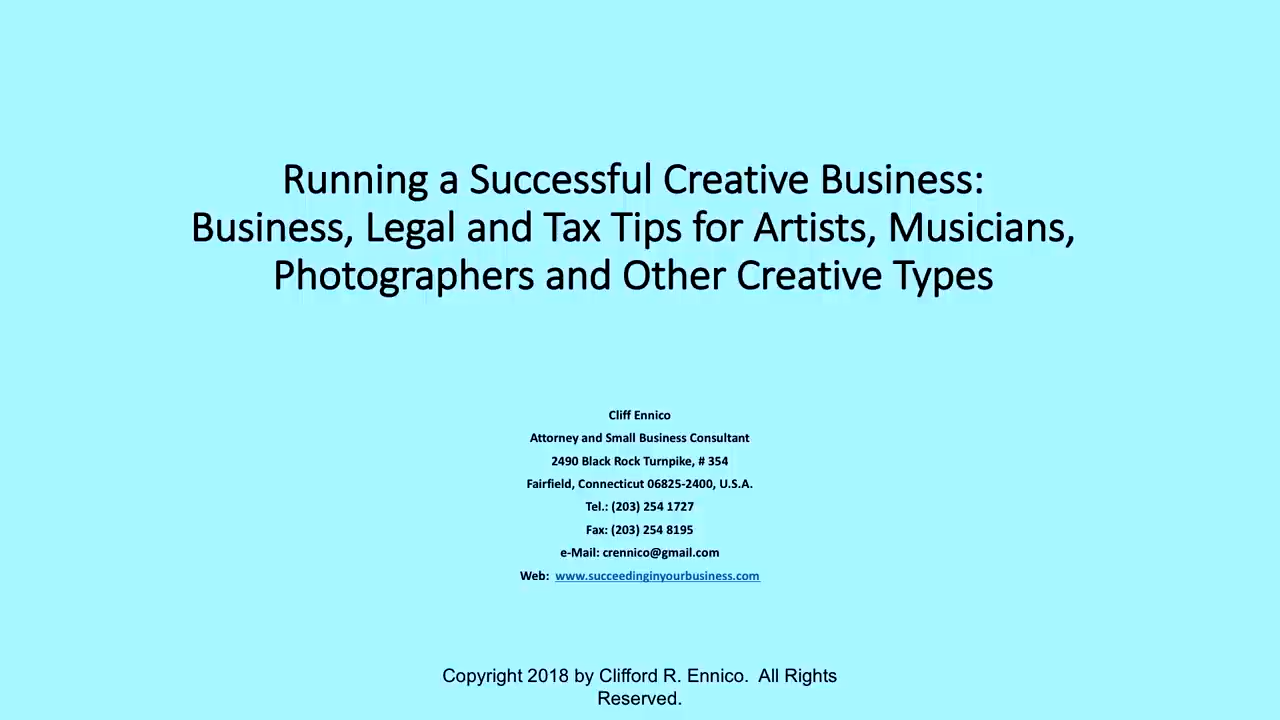 Running a Successful Creative Business:
Business, Legal and Tax Tips for Artists, Musicians,
Photographers and Other Creative Types
Cliff Ennico
Attorney and Small Business Consultant
2490 Black Rock Turnpike, # 354
Fairfield, Connecticut 06825-2400, U.S.A.
Tel.: (203) 254 1727
Fax: (203) 254 8195
e-Mail: crennico@gmail.com
Web: www.succeedinginyourbusiness.com
Copyright 2018 by Clifford R. Ennico. All Rights
Reserved.